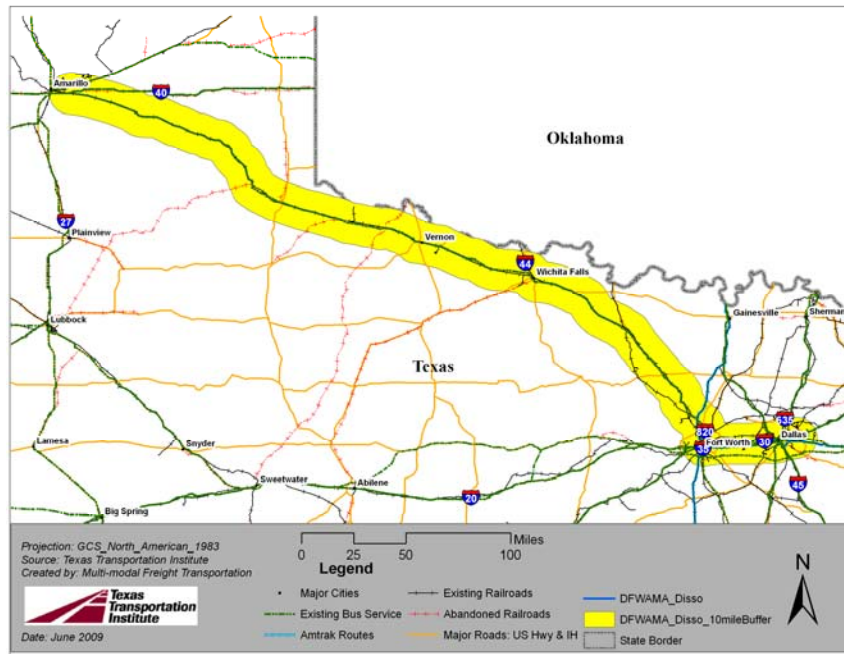 Amarillo
40
Oklahoma
27
Plainview
Vernon
44
Wichita Falls
Lubbock
Gainesville
Sherman
Texas
635
820
Lamesa
Snyder
Fort Worth
30
Dallas
35
Sweetwater
Abilene
20
45
Big Spring
Projection: GCS_North_American_1983
Source: Texas Transportation Institute
Created by: Multi-modal Freight Transportation
Texas
Transportation
Institute
Date: June 2009
Miles
0 25 50 100
Legend
Major Cities
Existing Bus Service
Amtrak Routes
Existing Railroads
Abandoned Railroads
Major Roads: US Hwy & IH
DFWAMA_Disso
DFWAMA_Disso_10mileBuffer
State Border
N